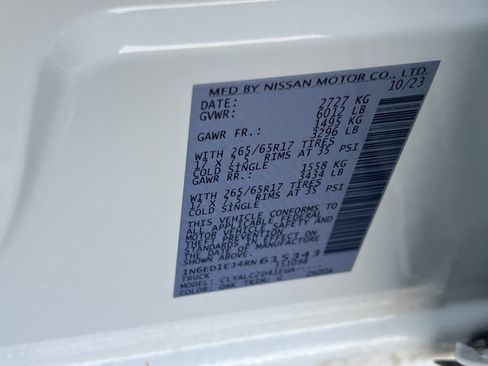 MFD BY NISSAN MOTOR CO., LTD.
DATE: 10/23
GVWR: 2727 KG
6012 LB
GAWR FR.: 1495 KG
3296 LB
WITH 265/65R17 TIRES
17 X 7.5 RIMS AT 35 PSI
COLD SINGLE
GAWR RR.: 1558 KG
3434 LB
WITH 265/65R17 TIRES
17 X 7.5 RIMS AT 35 PSI
COLD SINGLE
THIS VEHICLE CONFORMS TO
ALL APPLICABLE FEDERAL
MOTOR VEHICLE
THEFT PREVENTION
STANDARDS IN EFFECT ON
THE DATE OF MANUFACTURE
SHOWN ABOVE.
1N6ED1EJ4RN615343
TRUCK
MODEL:
COLOR: QAK TRIM: G